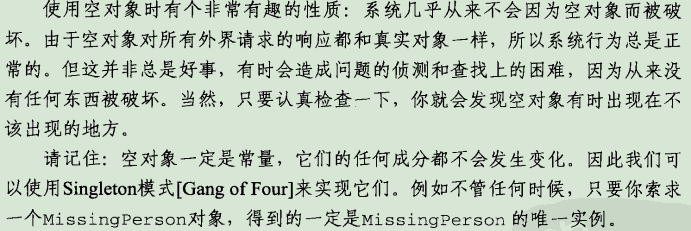 使用空对象时有个非常有趣的性质：系统几乎从来不会因为空对象而被破
坏。由于空对象对所有外界请求的响应都和真实对象一样，所以系统行为总是正
常的。但这并非总是好事，有时会造成问题的侦测和查找上的困难，因为从来没
有任何东西被破坏。当然，只要认真检查一下，你就会发现空对象有时出现在不
该出现的地方。
请记住：空对象一定是常量，它们的任何成分都不会发生变化。因此我们可
以使用Singleton模式[Gang of Four]来实现它们。例如不管任何时候，只要你索求
一个MissingPerson对象，得到的一定是MissingPerson 的唯一实例。